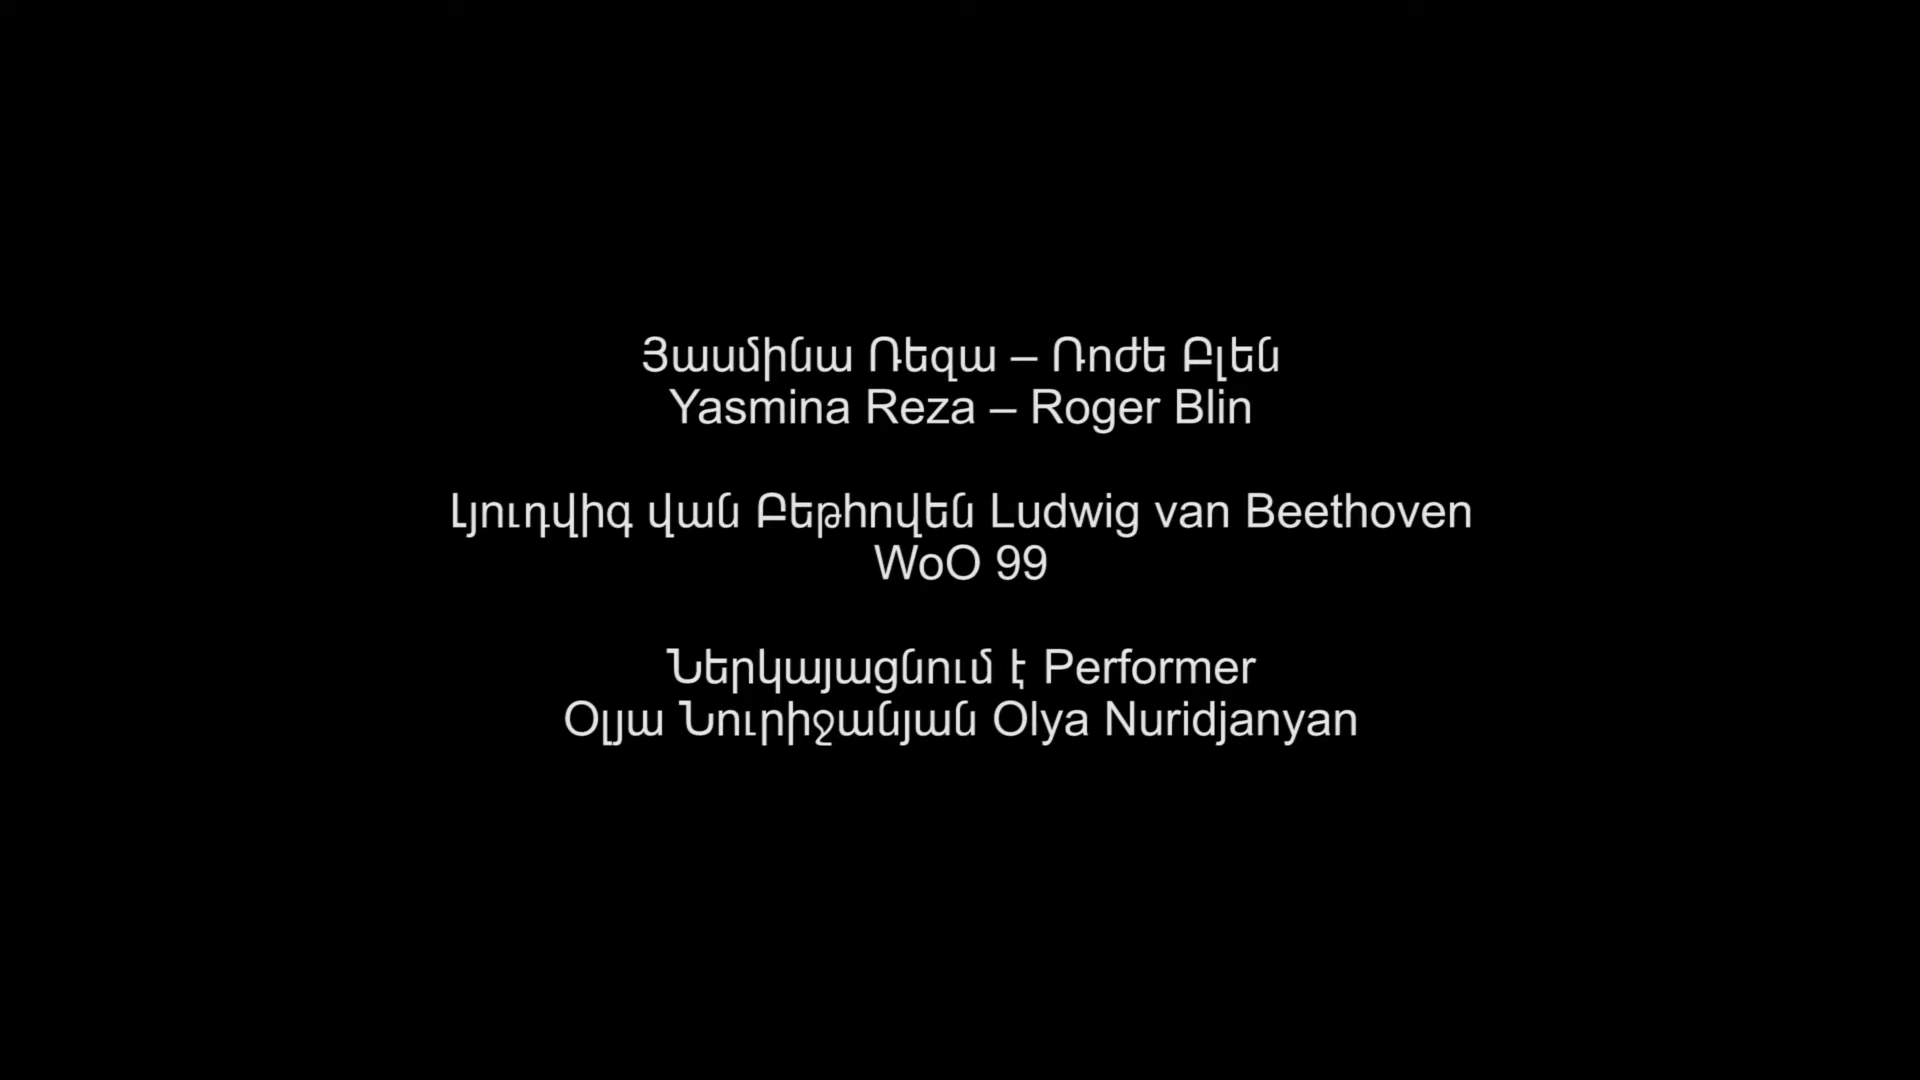 Յասմինա Ռեզա – Ռոժե Բլեն
Yasmina Reza – Roger Blin
Լյուդվիգ վան Բեթհովեն Ludwig van Beethoven
WoO 99
Ներկայացնում է Performer
Օլյա Նուրիջանյան Olya Nuridjanyan